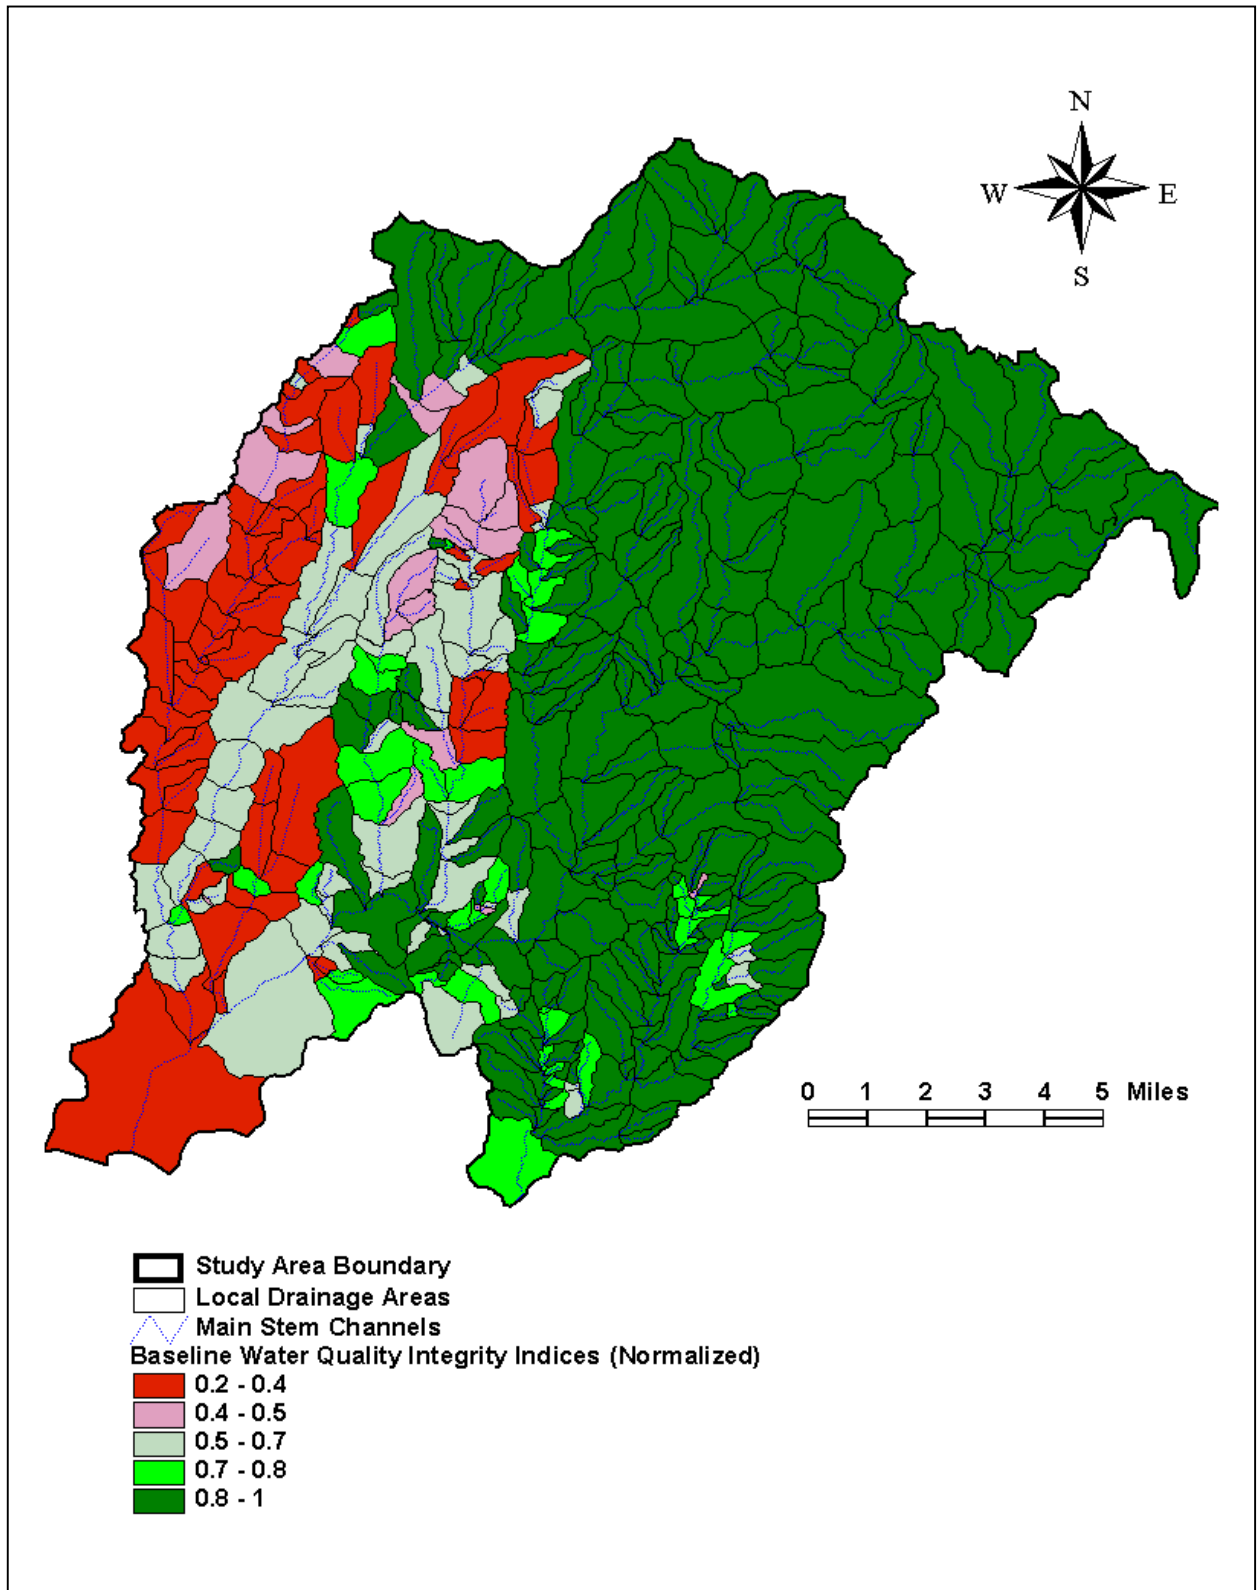 N
W E
S
0 1 2 3 4 5 Miles
Study Area Boundary
Local Drainage Areas
Main Stem Channels
Baseline Water Quality Integrity Indices (Normalized)
0.2 - 0.4
0.4 - 0.5
0.5 - 0.7
0.7 - 0.8
0.8 - 1